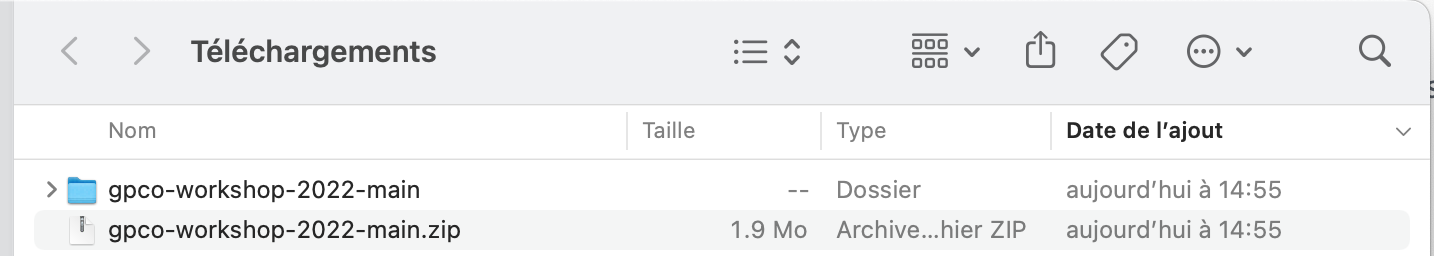 Téléchargements
Nom Taille Type Date de l’ajout
gpco-workshop-2022-main -- Dossier aujourd’hui à 14:55
gpco-workshop-2022-main.zip 1.9 Mo Archive...hier ZIP aujourd’hui à 14:55